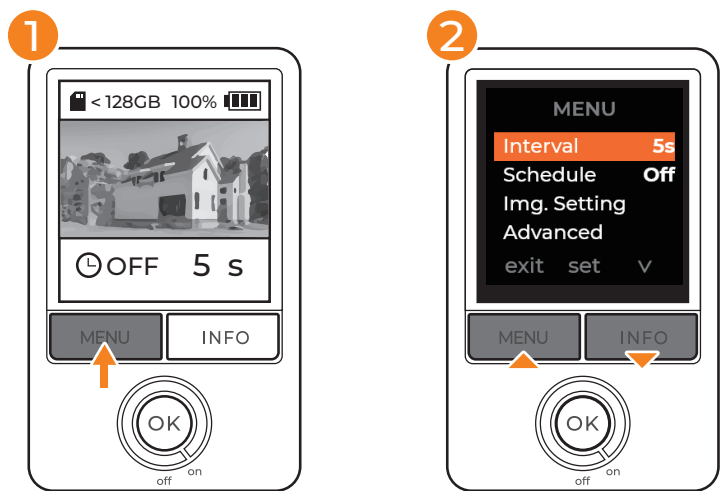 1
< 128GB 100%
OFF 5 s
MENU INFO
OK
off on
2
MENU
Interval 5s
Schedule Off
Img. Setting
Advanced
exit set v
MENU INFO
OK
off on